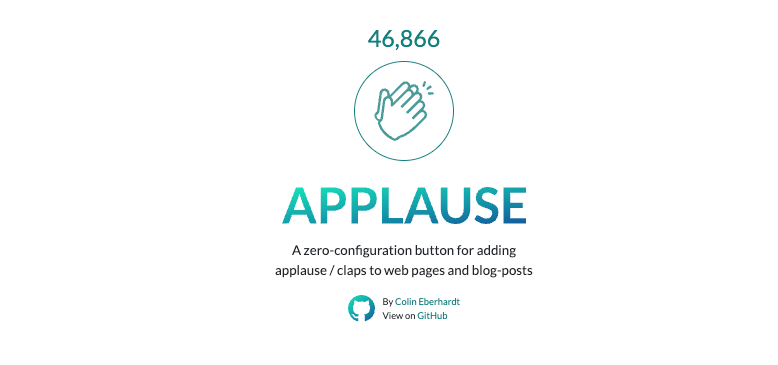 46,866
APPLAUSE
A zero-configuration button for adding
applause / claps to web pages and blog-posts
By Colin Eberhardt
View on GitHub